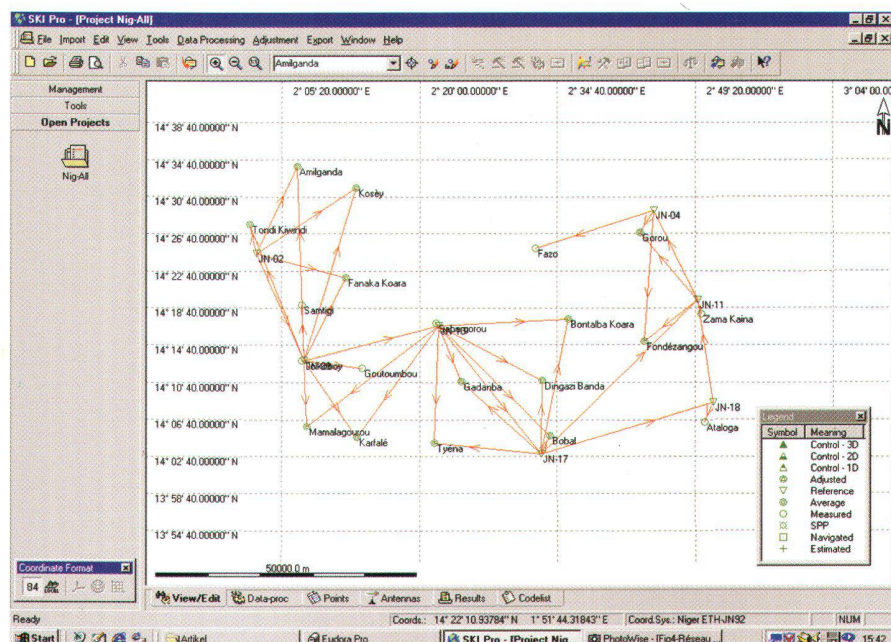 SKI Pro - [Project Nig-All]
File Import Edit View Tools Data Processing Adjustment Export Window Help
Amilganda
Management
Tools
Open Projects
Nig-All
2° 05' 20.00000'' E 2° 20' 00.00000'' E 2° 34' 40.00000'' E 2° 49' 20.00000'' E 3° 04' 00.00
N
14° 38' 40.00000'' N
14° 34' 40.00000'' N
14° 30' 40.00000'' N
14° 26' 40.00000'' N
14° 22' 40.00000'' N
14° 18' 40.00000'' N
14° 14' 40.00000'' N
14° 10' 40.00000'' N
14° 06' 40.00000'' N
14° 02' 40.00000'' N
13° 58' 40.00000'' N
13° 54' 40.00000'' N
Amilganda
Kosèy
Tondi Kiwindi
JN-02
Fanaka Koara
Samtigi
Goutoumbou
Mamalagourou
Karfalé
Gadanba
Tyéna
Dingazi Banda
Bobal
JN-17
Bontalba Koara
Fazo
JN-04
Gorou
JN-11
Zama Kaina
Fondézangou
JN-18
Ataloga
Legend
Symbol Meaning
Control - 3D
Control - 2D
Control - 1D
Adjusted
Reference
Average
Measured
SPP
Navigated
Estimated
50000.0 m
Coordinate Format
84
View/Edit Data-proc Points Antennas Results Codelist
Ready
Coords.: 14° 22' 10.93784'' N 1° 51' 44.31843'' E Coord.Sys.: Niger ETH-JN92 NUM
Start Artikel Eudora Pro SKI Pro - [Project Nig... PhotoWise - [Fig4-Réseau... 15:42